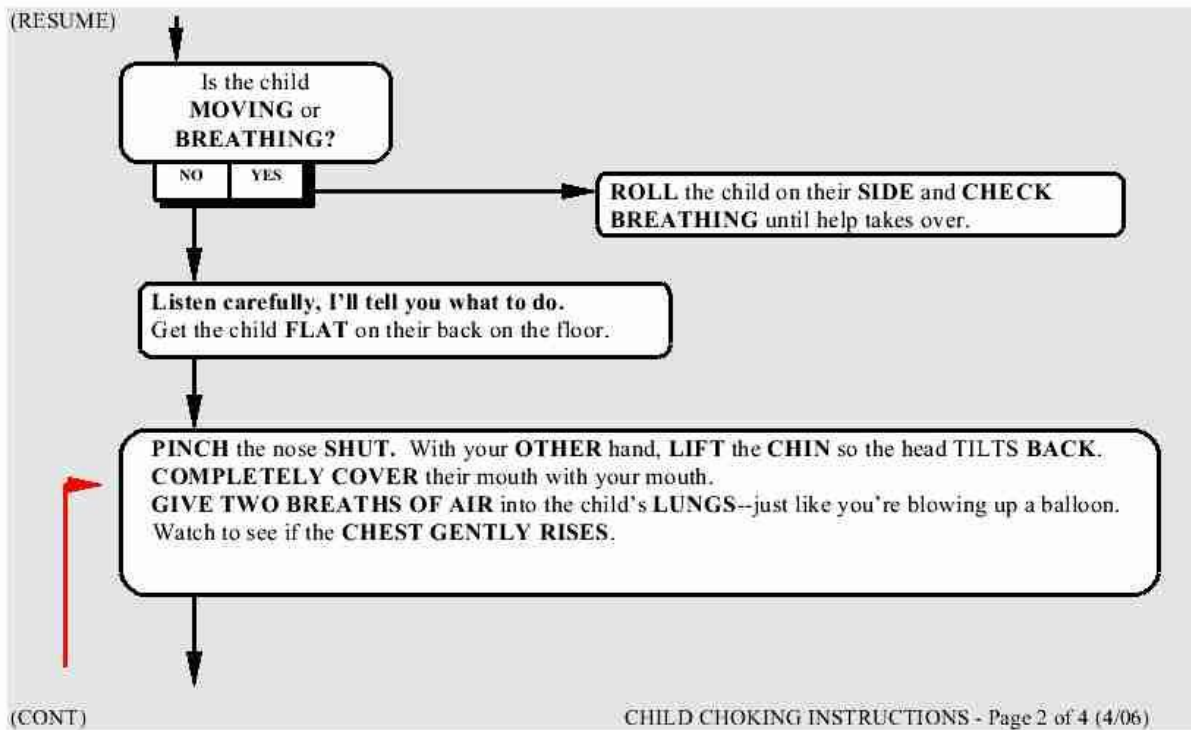 (RESUME)
Is the child
MOVING or
BREATHING?
NO YES
ROLL the child on their SIDE and CHECK
BREATHING until help takes over.
Listen carefully, I'll tell you what to do.
Get the child FLAT on their back on the floor.
PINCH the nose SHUT. With your OTHER hand, LIFT the CHIN so the head TILTS BACK.
COMPLETELY COVER their mouth with your mouth.
GIVE TWO BREATHS OF AIR into the child's LUNGS--just like you're blowing up a balloon.
Watch to see if the CHEST GENTLY RISES.
(CONT)
CHILD CHOKING INSTRUCTIONS - Page 2 of 4 (4/06)